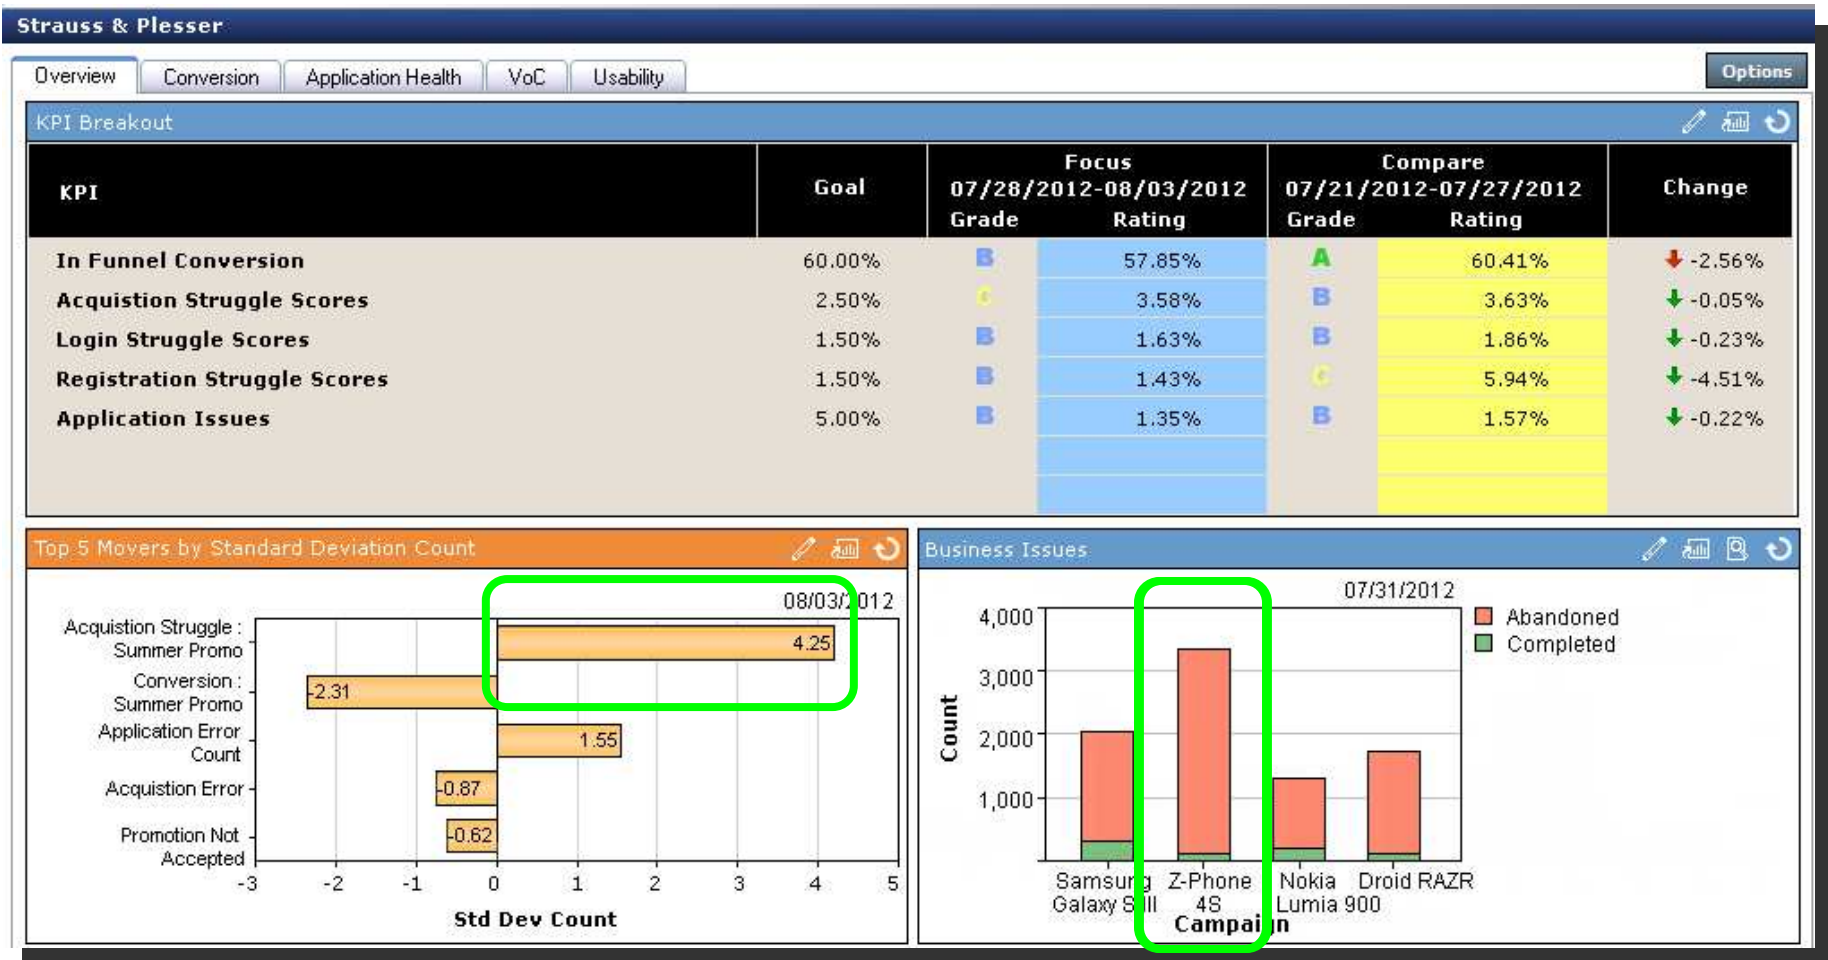 Strauss & Plesser
Overview Conversion Application Health VoC Usability Options
KPI Breakout
KPI Goal Focus 07/28/2012-08/03/2012 Grade Rating Compare 07/21/2012-07/27/2012 Grade Rating Change
In Funnel Conversion 60.00% B 57.85% A 60.41% -2.56%
Acquistion Struggle Scores 2.50% C 3.58% B 3.63% -0.05%
Login Struggle Scores 1.50% B 1.63% B 1.86% -0.23%
Registration Struggle Scores 1.50% B 1.43% C 5.94% -4.51%
Application Issues 5.00% B 1.35% B 1.57% -0.22%
Top 5 Movers by Standard Deviation Count
08/03/2012
Acquistion Struggle :
Summer Promo
4.25
Conversion :
Summer Promo
-2.31
Application Error
Count
1.55
Acquistion Error
-0.87
Promotion Not
Accepted
-0.62
-3 -2 -1 0 1 2 3 4 5
Std Dev Count
Business Issues
07/31/2012
4,000
3,000
2,000
1,000
Count
Abandoned
Completed
Samsung
Galaxy S III
Z-Phone
4S
Nokia
Lumia 900
Droid RAZR
Campaign